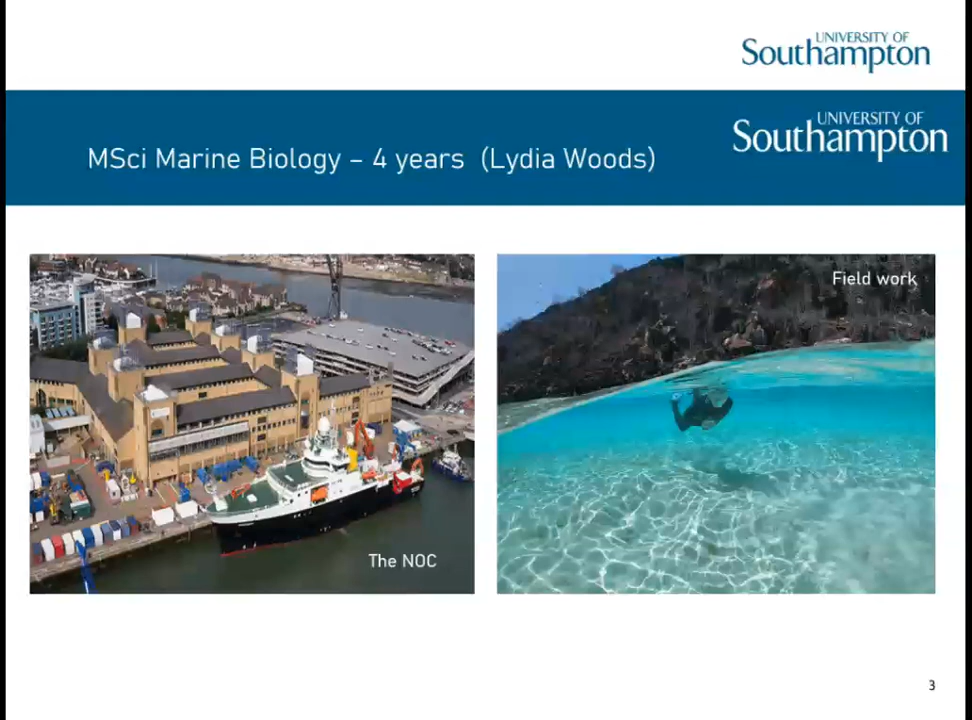 UNIVERSITY OF
Southampton
UNIVERSITY OF
Southampton
MSci Marine Biology – 4 years (Lydia Woods)
Field work
The NOC
3